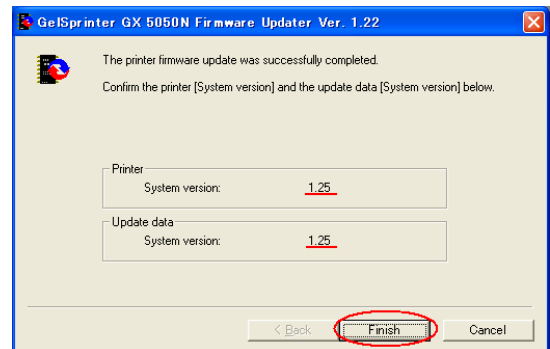 GelSprinter GX 5050N Firmware Updater Ver. 1.22
The printer firmware update was successfully completed.
Confirm the printer [System version] and the update data [System version] below.
Printer
System version: 1.25
Update data
System version: 1.25
< Back Finish Cancel